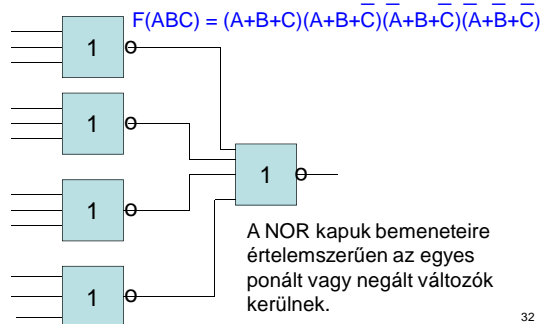 F(ABC) = (A+B+C)(A+B+C̅)(A̅+B+C̅)(A̅+B̅+C̅)
1
1
1
1
1
A NOR kapuk bemeneteire
értelemszerűen az egyes
ponált vagy negált változók
kerülnek.
32